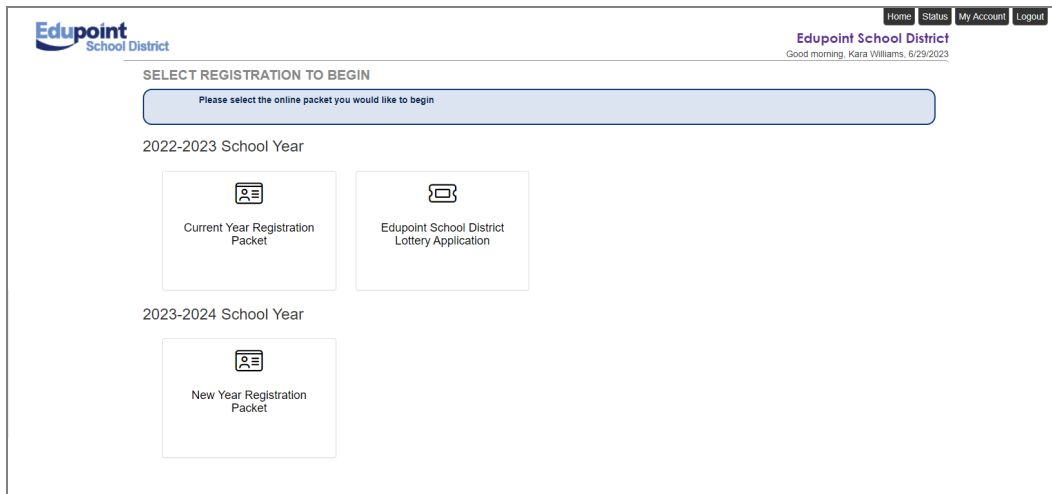 Home Status My Account Logout
Edupoint
School District
Edupoint School District
Good morning, Kara Williams, 6/29/2023
SELECT REGISTRATION TO BEGIN
Please select the online packet you would like to begin
2022-2023 School Year
Current Year Registration
Packet
Edupoint School District
Lottery Application
2023-2024 School Year
New Year Registration
Packet